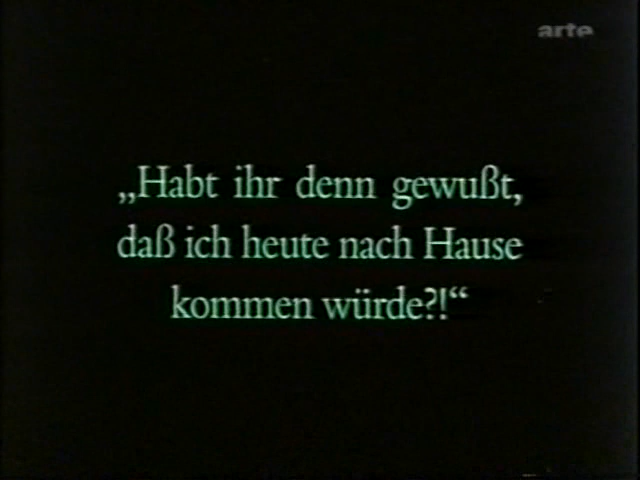 arte
„Habt ihr denn gewußt,
daß ich heute nach Hause
kommen würde?!“